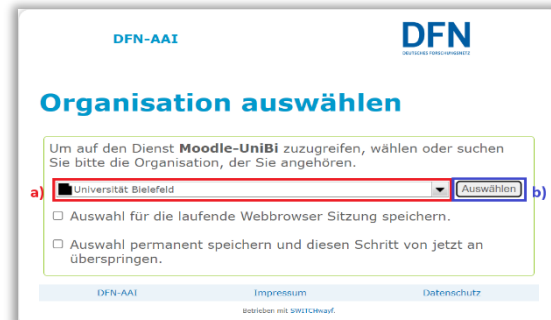 DFN-AAI
DFN
DEUTSCHES FORSCHUNGSNETZ
Organisation auswählen
Um auf den Dienst Moodle-UniBi zuzugreifen, wählen oder suchen
Sie bitte die Organisation, der Sie angehören.
a) Universität Bielefeld Auswählen b)
Auswahl für die laufende Webbrowser Sitzung speichern.
Auswahl permanent speichern und diesen Schritt von jetzt an
überspringen.
DFN-AAI Impressum Datenschutz
Betrieben mit SWITCHwayf.